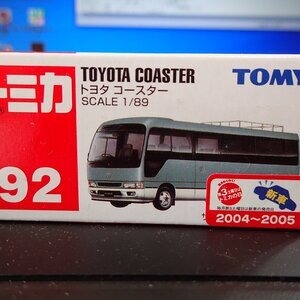 トミカ
TOYOTA COASTER
トヨタ コースター
SCALE 1/89
TOMY
92
新車
2004～2005